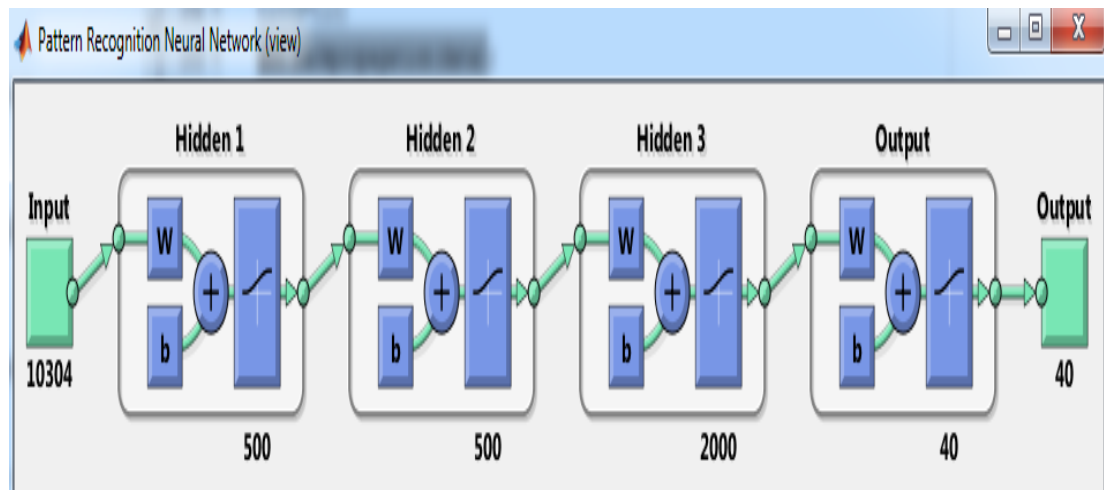 Pattern Recognition Neural Network (view)
Hidden 1 Hidden 2 Hidden 3 Output
Input Output
W W W W
+ + + +
b b b b
10304 40
500 500 2000 40